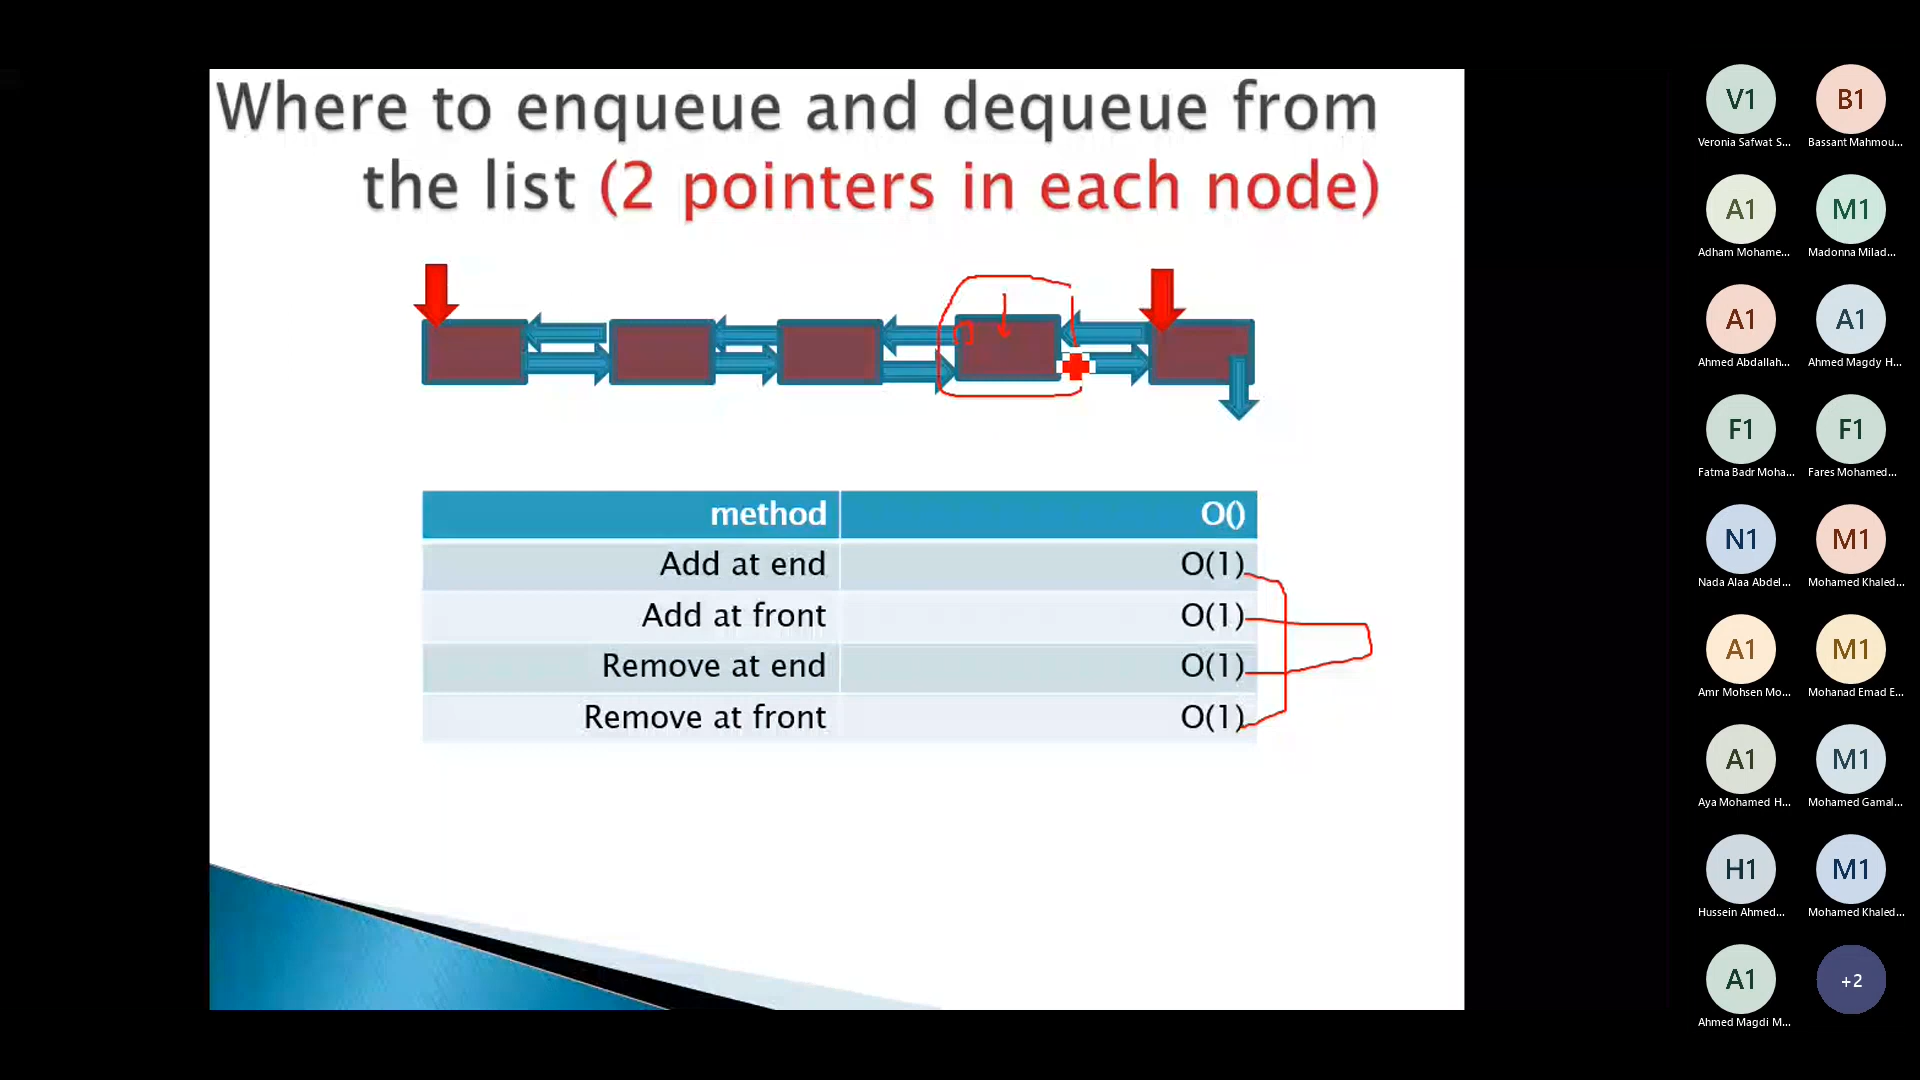 Where to enqueue and dequeue from
the list (2 pointers in each node)
method O()
Add at end O(1)
Add at front O(1)
Remove at end O(1)
Remove at front O(1)
V1 B1
Veronia Safwat S... Bassant Mahmou...
A1 M1
Adham Mohame... Madonna Milad...
A1 A1
Ahmed Abdallah... Ahmed Magdy H...
F1 F1
Fatma Badr Moha... Fares Mohamed...
N1 M1
Nada Alaa Abdel... Mohamed Khaled...
A1 M1
Amr Mohsen Mo... Mohanad Emad E...
A1 M1
Aya Mohamed H... Mohamed Gamal...
H1 M1
Hussein Ahmed... Mohamed Khaled...
A1 +2
Ahmed Magdi M...